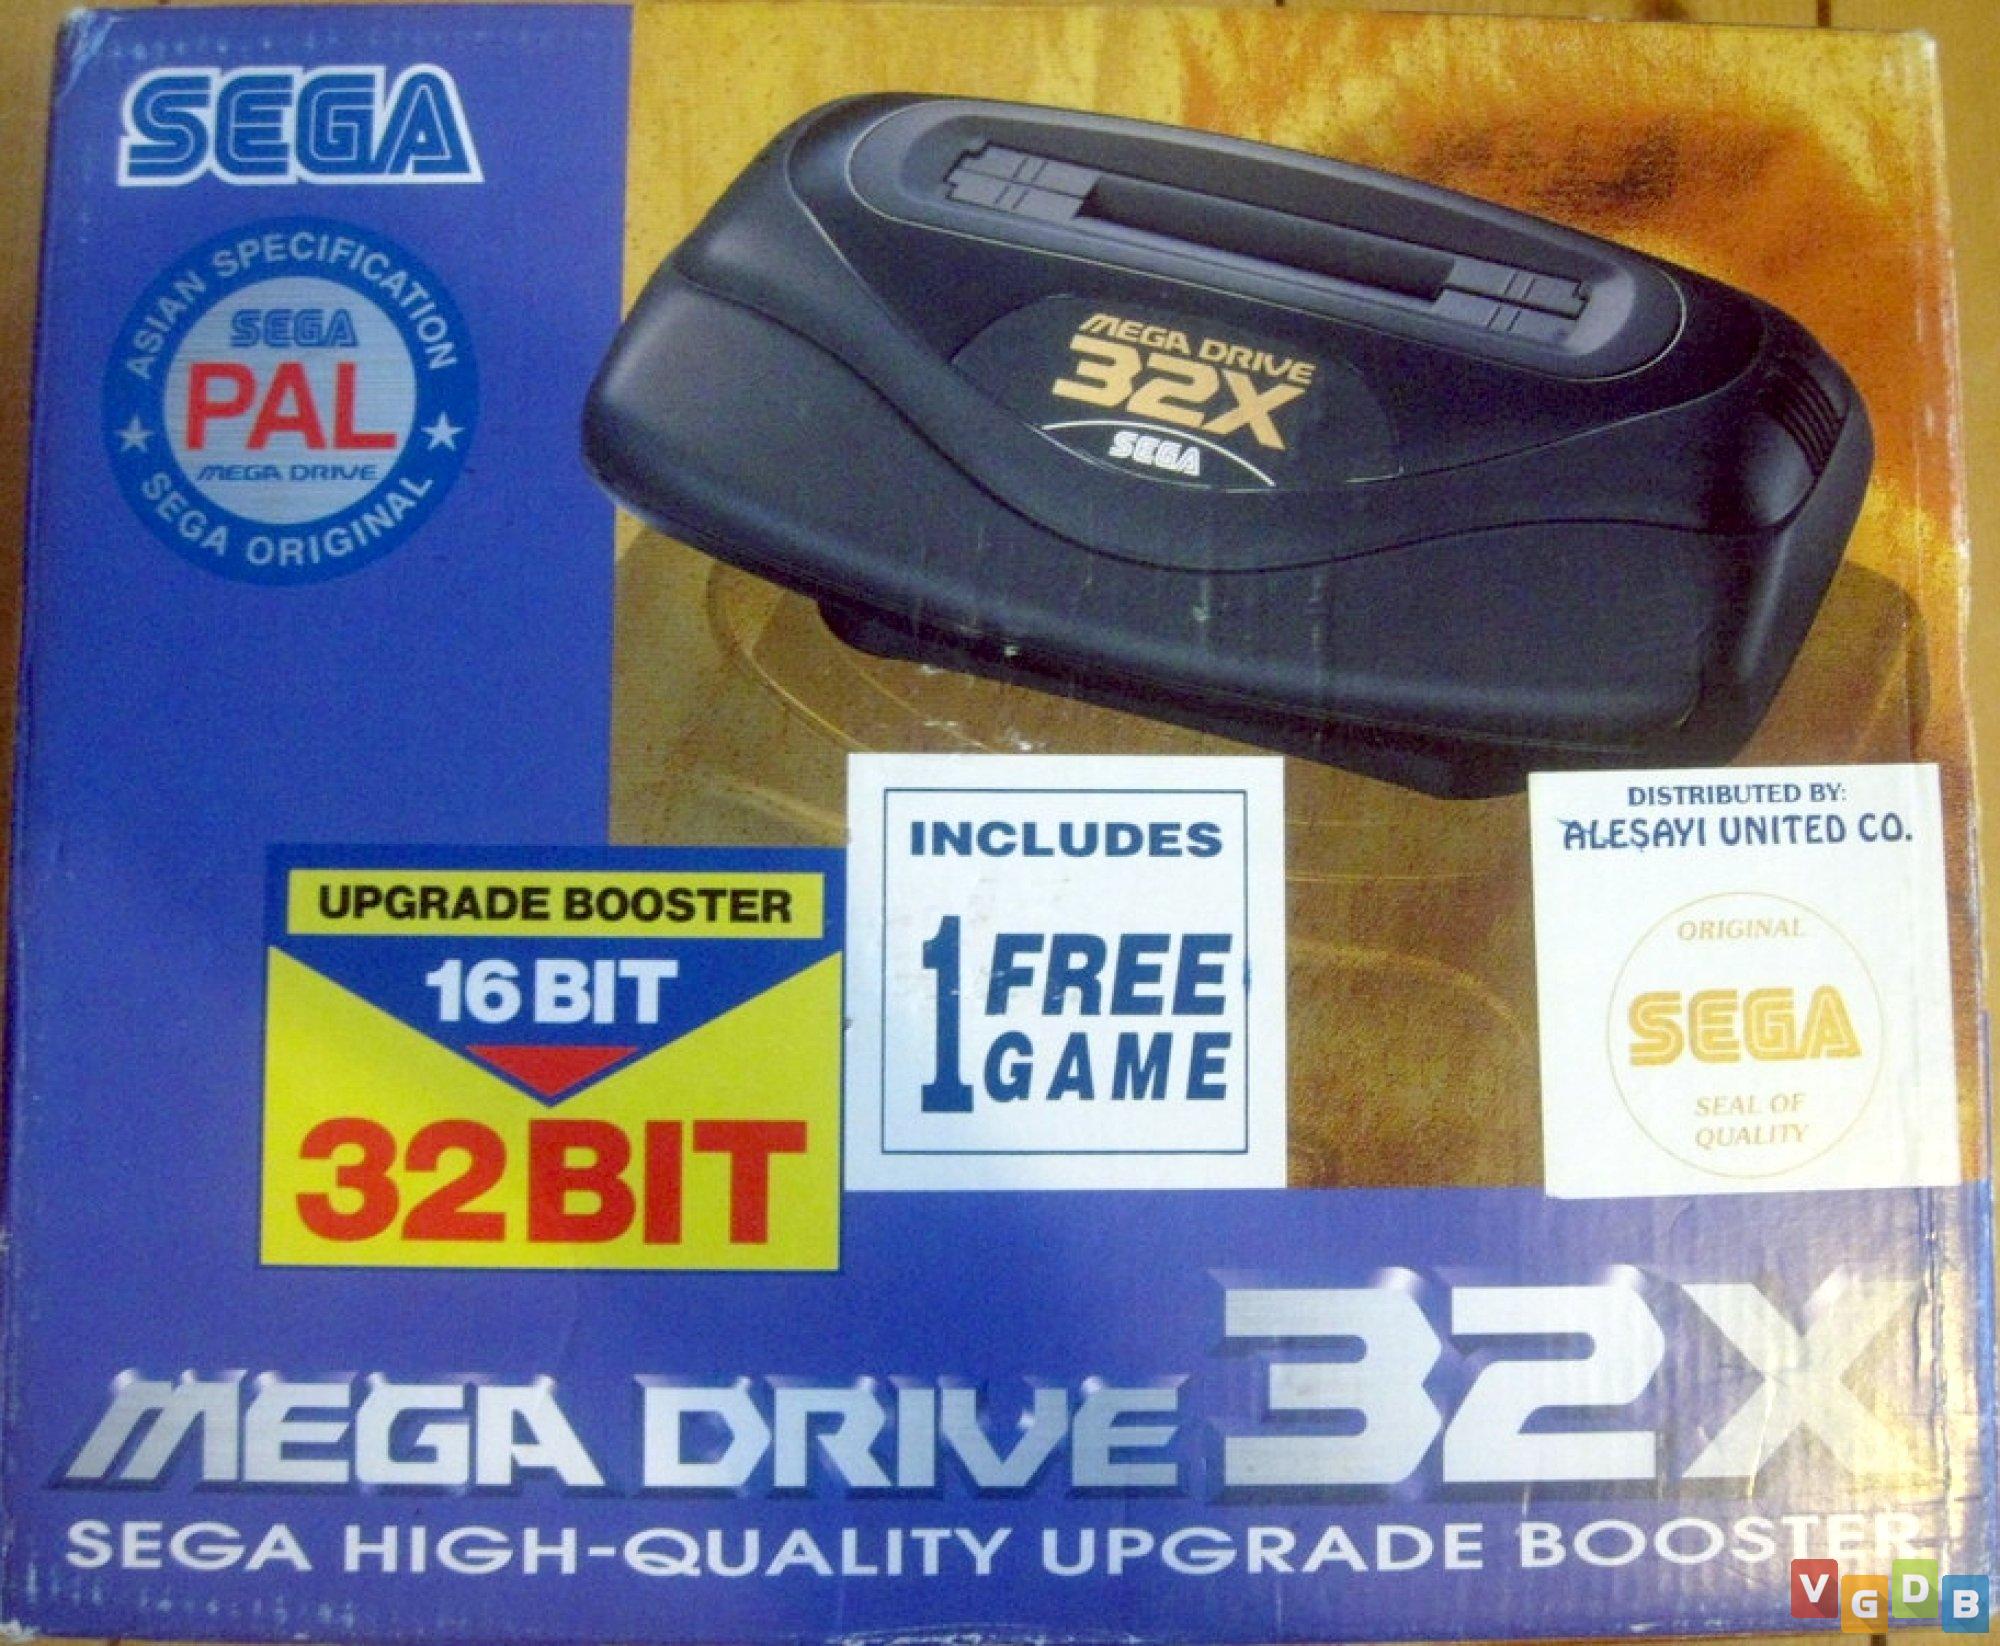 SEGA
ASIAN SPECIFICATION
SEGA
PAL
MEGA DRIVE
SEGA ORIGINAL
MEGA DRIVE
32X
SEGA
UPGRADE BOOSTER
16 BIT
32 BIT
INCLUDES
1 FREE
GAME
DISTRIBUTED BY:
ALEŞAYI UNITED CO.
ORIGINAL
SEGA
SEAL OF
QUALITY
MEGA DRIVE 32X
SEGA HIGH-QUALITY UPGRADE BOOSTER
VGDB